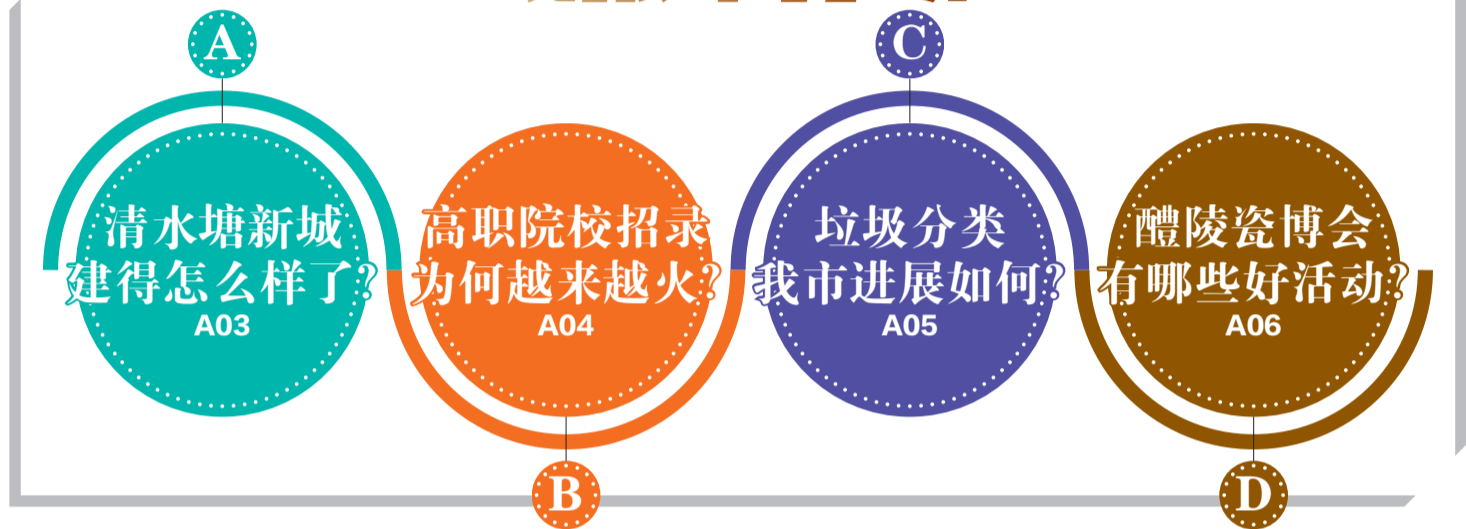 A
清水塘新城
建得怎么样了?
A03
高职院校招录
为何越来越火?
A04
B
C
垃圾分类
我市进展如何?
A05
醴陵瓷博会
有哪些好活动?
A06
D